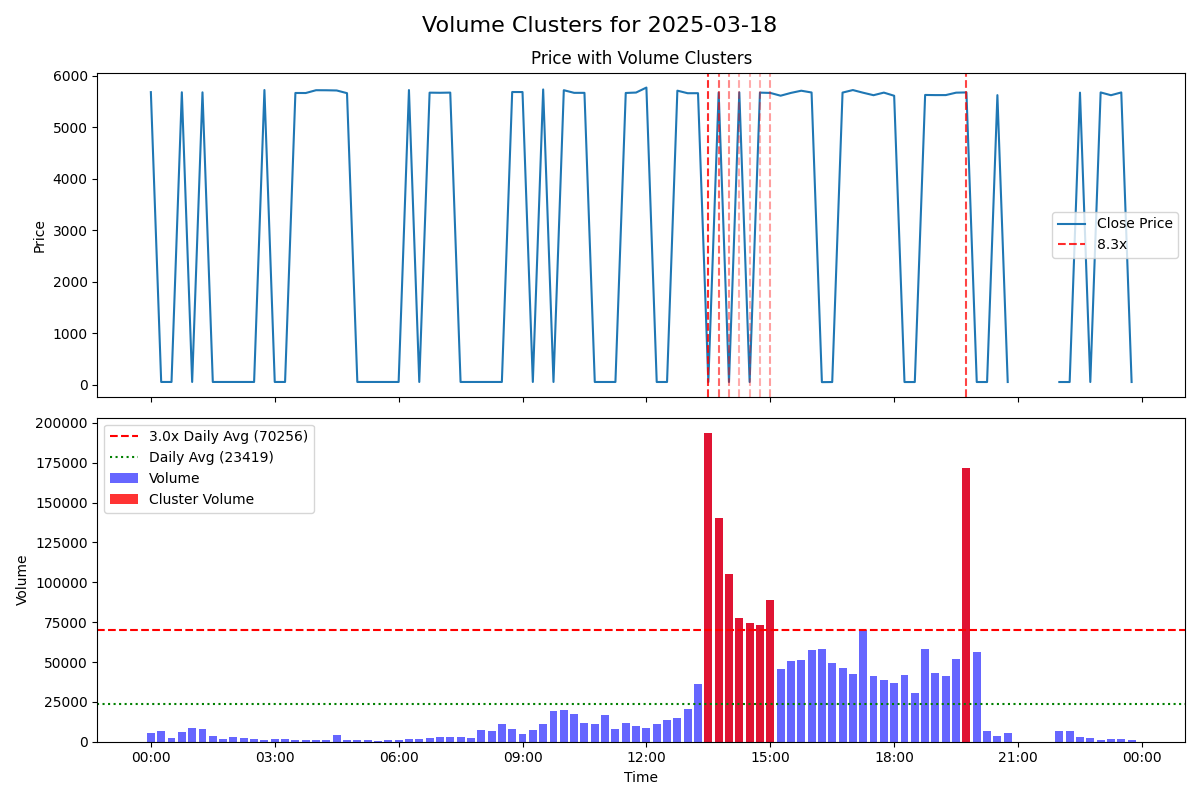 Volume Clusters for 2025-03-18
Price with Volume Clusters
6000
5000
4000
3000
2000
1000
0
Price
Close Price
8.3x
200000
175000
150000
125000
100000
75000
50000
25000
0
Volume
3.0x Daily Avg (70256)
Daily Avg (23419)
Volume
Cluster Volume
00:00 03:00 06:00 09:00 12:00 15:00 18:00 21:00 00:00
Time